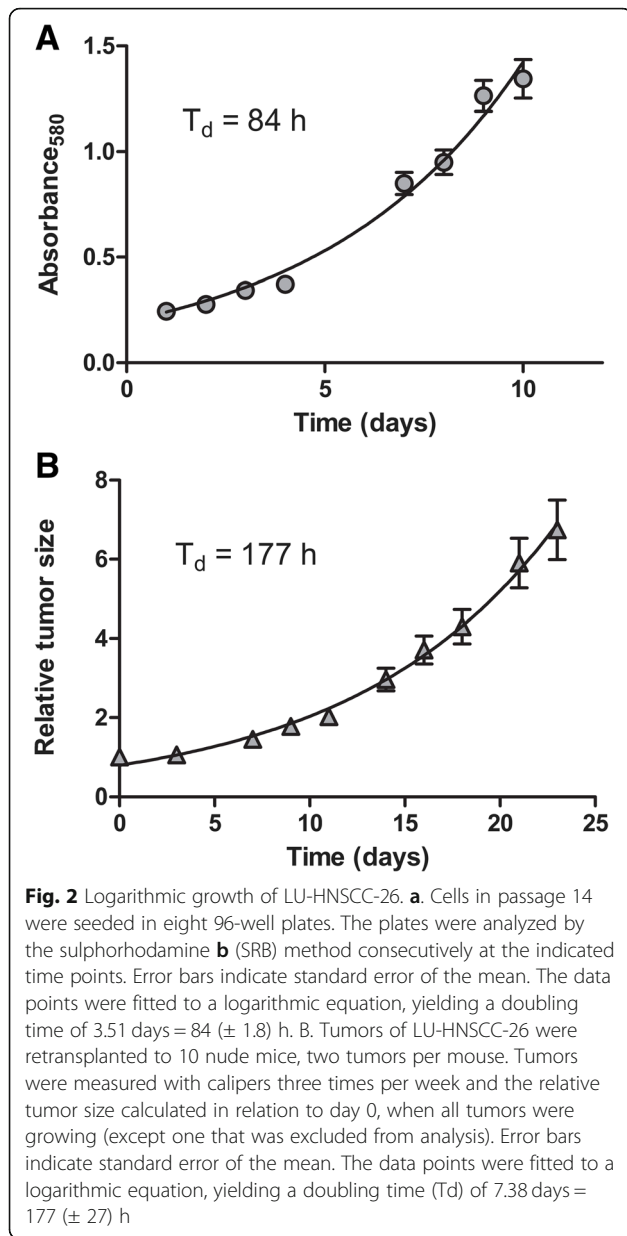 A
1.5
1.0
0.5
0.0
Absorbance580
Td = 84 h
0
5
10
Time (days)
B
8
6
4
2
0
Relative tumor size
Td = 177 h
0
5
10
15
20
25
Time (days)
Fig. 2 Logarithmic growth of LU-HNSCC-26. a. Cells in passage 14
were seeded in eight 96-well plates. The plates were analyzed by
the sulphorhodamine b (SRB) method consecutively at the indicated
time points. Error bars indicate standard error of the mean. The data
points were fitted to a logarithmic equation, yielding a doubling
time of 3.51 days = 84 (± 1.8) h. B. Tumors of LU-HNSCC-26 were
retransplanted to 10 nude mice, two tumors per mouse. Tumors
were measured with calipers three times per week and the relative
tumor size calculated in relation to day 0, when all tumors were
growing (except one that was excluded from analysis). Error bars
indicate standard error of the mean. The data points were fitted to a
logarithmic equation, yielding a doubling time (Td) of 7.38 days =
177 (± 27) h